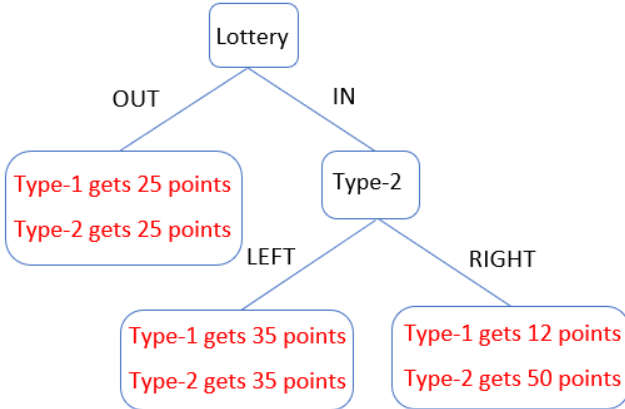 Lottery
OUT
IN
Type-1 gets 25 points
Type-2 gets 25 points
Type-2
LEFT
RIGHT
Type-1 gets 35 points
Type-2 gets 35 points
Type-1 gets 12 points
Type-2 gets 50 points